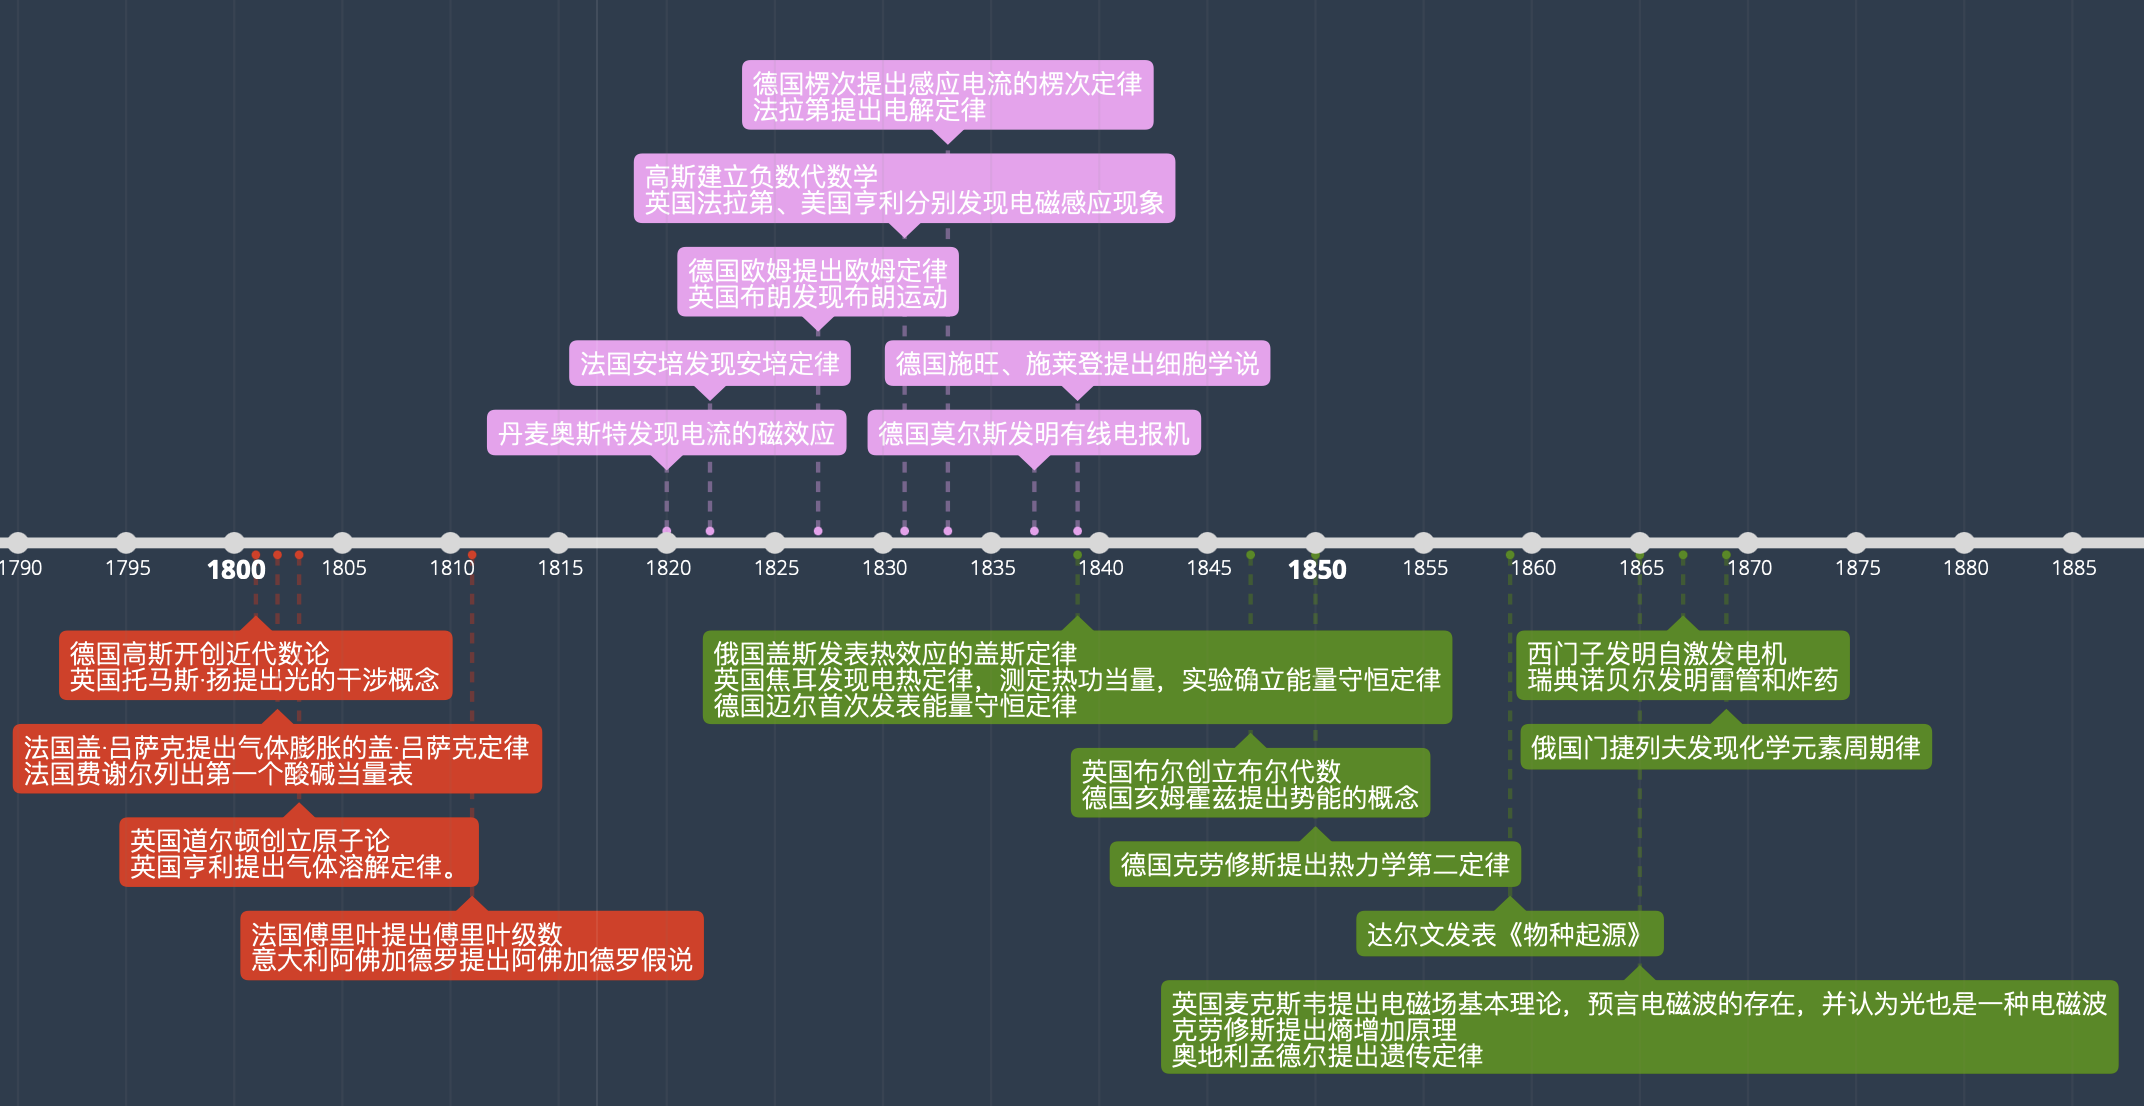 德国楞次提出感应电流的楞次定律
法拉第提出电解定律
高斯建立负数代数学
英国法拉第、美国亨利分别发现电磁感应现象
德国欧姆提出欧姆定律
英国布朗发现布朗运动
法国安培发现安培定律
德国施旺、施莱登提出细胞学说
丹麦奥斯特发现电流的磁效应
德国莫尔斯发明有线电报机
1790
1795
1800
1805
1810
1815
1820
1825
1830
1835
1840
1845
1850
1855
1860
1865
1870
1875
1880
1885
德国高斯开创近代数论
英国托马斯·扬提出光的干涉概念
法国盖·吕萨克提出气体膨胀的盖·吕萨克定律
法国费谢尔列出第一个酸碱当量表
英国道尔顿创立原子论
英国亨利提出气体溶解定律。
法国傅里叶提出傅里叶级数
意大利阿佛加德罗提出阿佛加德罗假说
俄国盖斯发表热效应的盖斯定律
英国焦耳发现电热定律，测定热功当量，实验确立能量守恒定律
德国迈尔首次发表能量守恒定律
英国布尔创立布尔代数
德国亥姆霍兹提出势能的概念
德国克劳修斯提出热力学第二定律
达尔文发表《物种起源》
英国麦克斯韦提出电磁场基本理论，预言电磁波的存在，并认为光也是一种电磁波
克劳修斯提出熵增加原理
奥地利孟德尔提出遗传定律
西门子发明自激发电机
瑞典诺贝尔发明雷管和炸药
俄国门捷列夫发现化学元素周期律